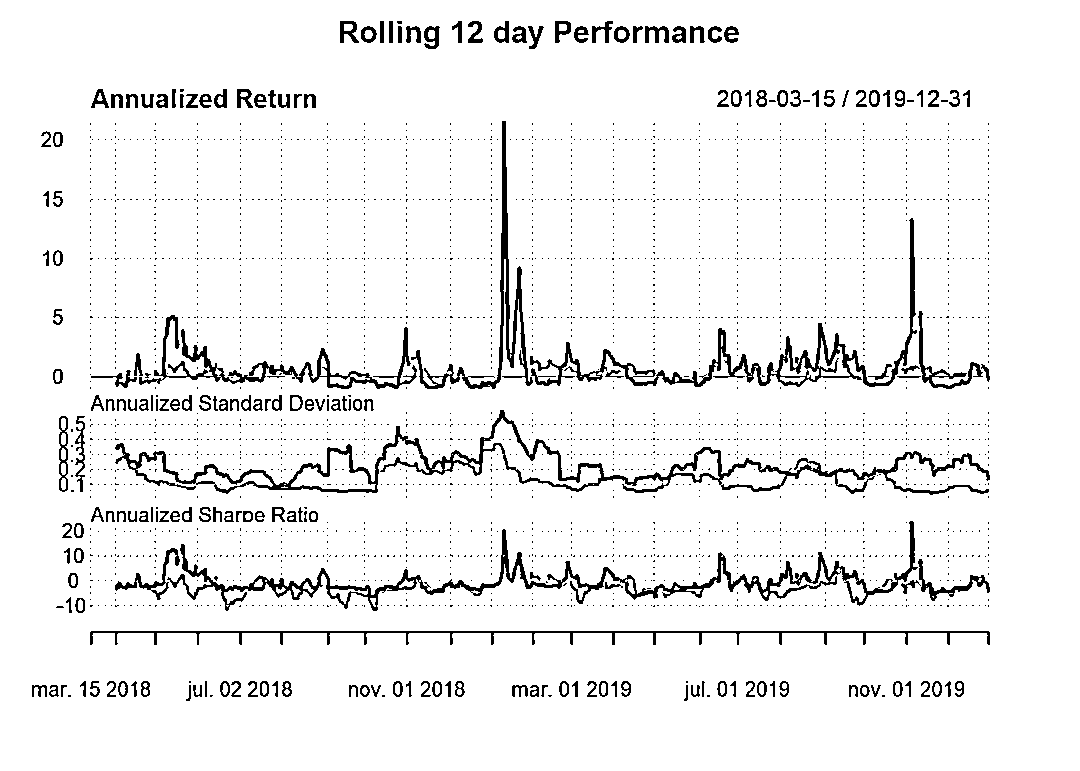 Rolling 12 day Performance
Annualized Return 2018-03-15 / 2019-12-31
20
15
10
5
0
Annualized Standard Deviation
0.5
0.4
0.3
0.2
0.1
Annualized Sharpe Ratio
20
10
0
-10
mar. 15 2018 jul. 02 2018 nov. 01 2018 mar. 01 2019 jul. 01 2019 nov. 01 2019